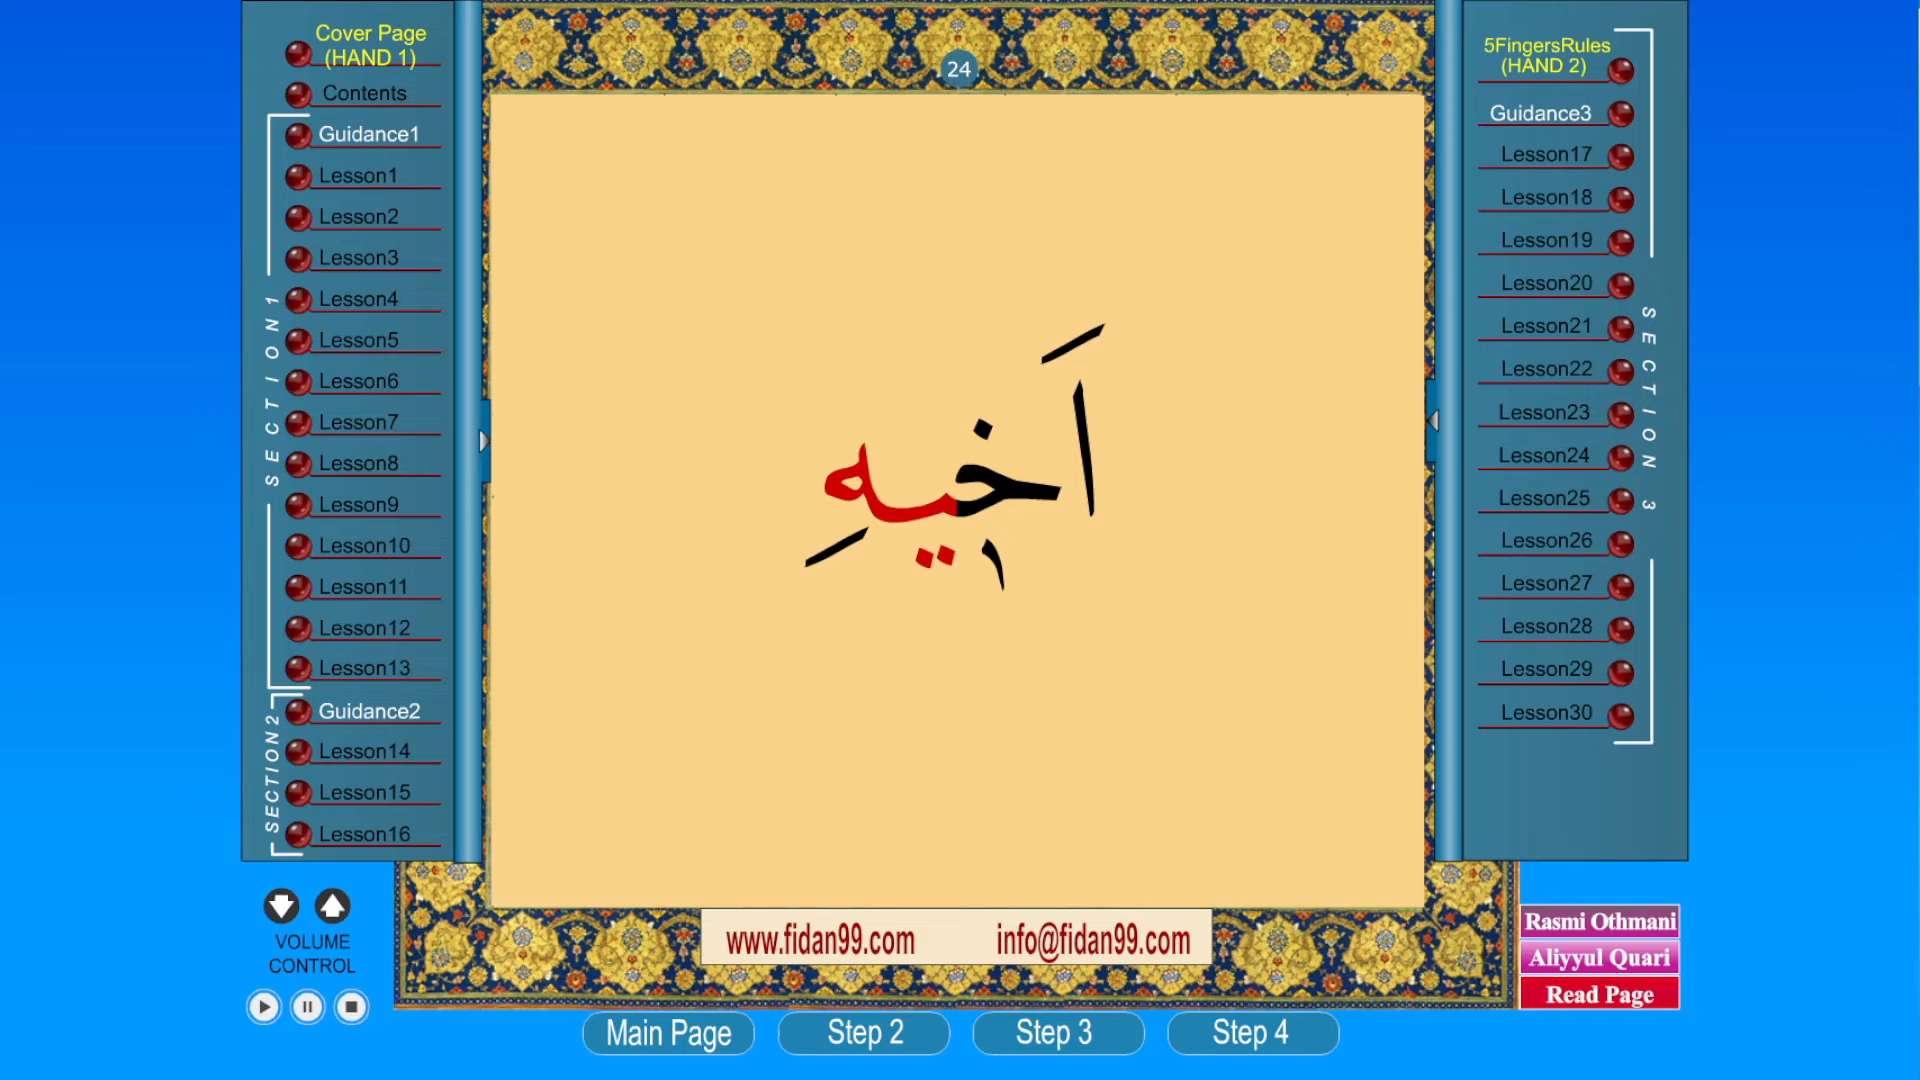 Cover Page
(HAND 1)
Contents
Guidance1
Lesson1
Lesson2
Lesson3
Lesson4
Lesson5
Lesson6
Lesson7
Lesson8
Lesson9
Lesson10
Lesson11
Lesson12
Lesson13
Guidance2
Lesson14
Lesson15
Lesson16
SECTION 1
SECTION2
VOLUME
CONTROL
24
اَخٖيهِ
www.fidan99.com info@fidan99.com
Main Page Step 2 Step 3 Step 4
5FingersRules
(HAND 2)
Guidance3
Lesson17
Lesson18
Lesson19
Lesson20
Lesson21
Lesson22
Lesson23
Lesson24
Lesson25
Lesson26
Lesson27
Lesson28
Lesson29
Lesson30
SECTION 3
Rasmi Othmani
Aliyyul Quari
Read Page